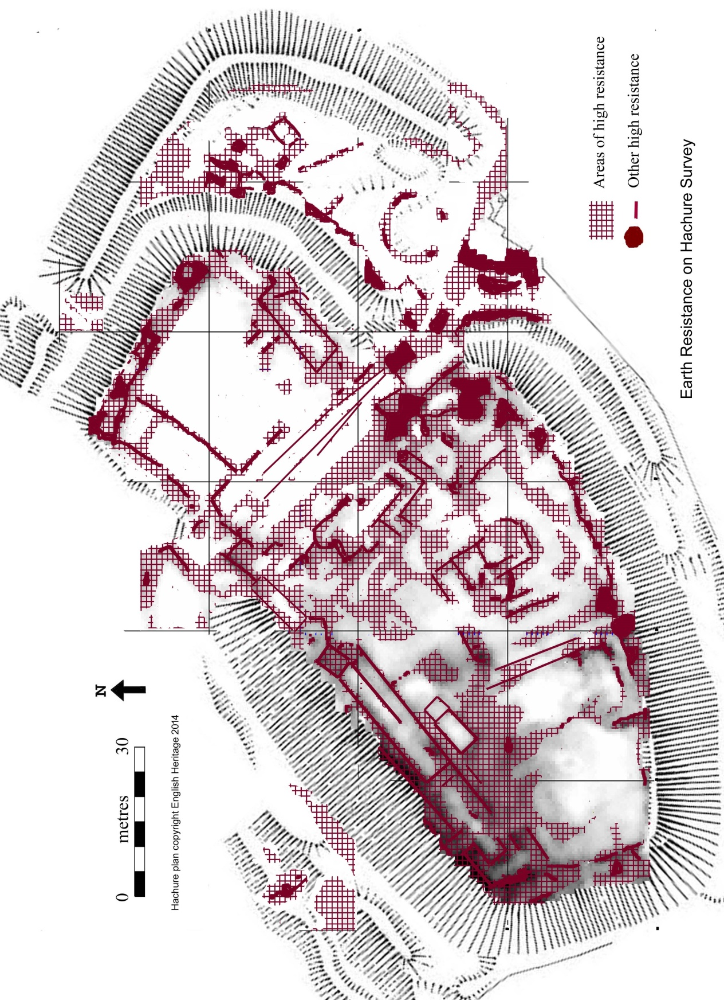 N
0 metres 30
Hachure plan copyright English Heritage 2014
Areas of high resistance
Other high resistance
Earth Resistance on Hachure Survey